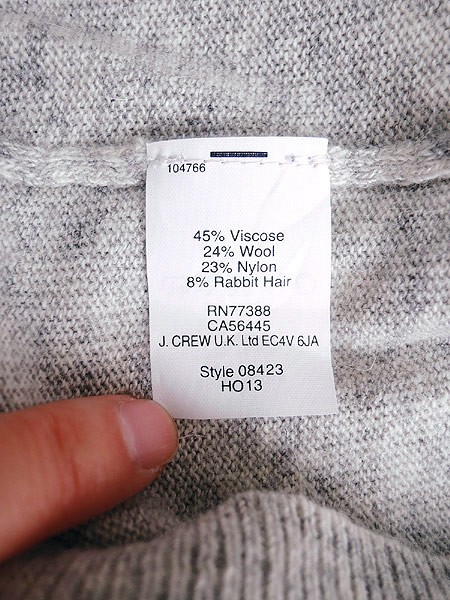 104766
45% Viscose
24% Wool
23% Nylon
8% Rabbit Hair
RN77388
CA56445
J. CREW U.K. Ltd EC4V 6JA
Style 08423
HO13